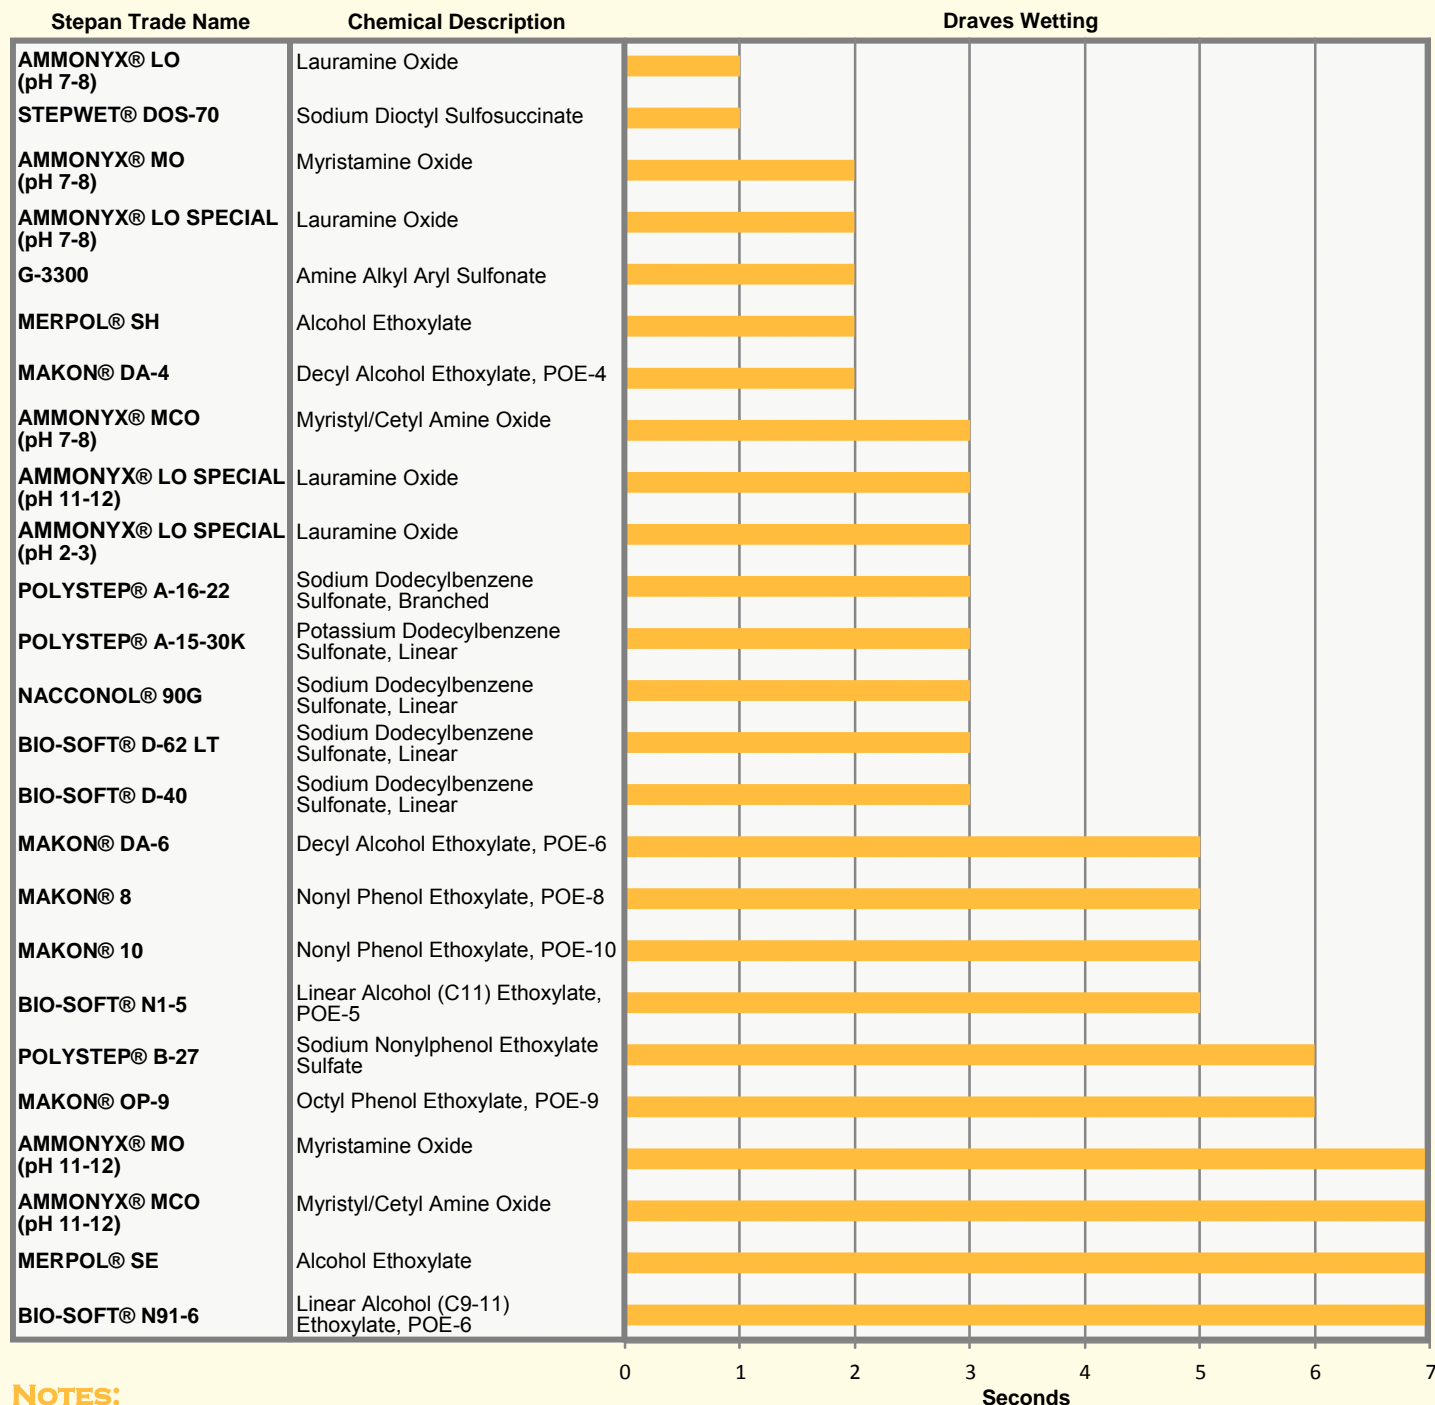 Stepan Trade Name Chemical Description Draves Wetting
AMMONYX® LO
(pH 7-8)
Lauramine Oxide
STEPWET® DOS-70 Sodium Dioctyl Sulfosuccinate
AMMONYX® MO
(pH 7-8)
Myristamine Oxide
AMMONYX® LO SPECIAL
(pH 7-8)
Lauramine Oxide
G-3300 Amine Alkyl Aryl Sulfonate
MERPOL® SH Alcohol Ethoxylate
MAKON® DA-4 Decyl Alcohol Ethoxylate, POE-4
AMMONYX® MCO
(pH 7-8)
Myristyl/Cetyl Amine Oxide
AMMONYX® LO SPECIAL
(pH 11-12)
Lauramine Oxide
AMMONYX® LO SPECIAL
(pH 2-3)
Lauramine Oxide
POLYSTEP® A-16-22
Sodium Dodecylbenzene
Sulfonate, Branched
POLYSTEP® A-15-30K
Potassium Dodecylbenzene
Sulfonate, Linear
NACCONOL® 90G
Sodium Dodecylbenzene
Sulfonate, Linear
BIO-SOFT® D-62 LT
Sodium Dodecylbenzene
Sulfonate, Linear
BIO-SOFT® D-40
Sodium Dodecylbenzene
Sulfonate, Linear
MAKON® DA-6 Decyl Alcohol Ethoxylate, POE-6
MAKON® 8 Nonyl Phenol Ethoxylate, POE-8
MAKON® 10 Nonyl Phenol Ethoxylate, POE-10
BIO-SOFT® N1-5
Linear Alcohol (C11) Ethoxylate,
POE-5
POLYSTEP® B-27
Sodium Nonylphenol Ethoxylate
Sulfate
MAKON® OP-9 Octyl Phenol Ethoxylate, POE-9
AMMONYX® MO
(pH 11-12)
Myristamine Oxide
AMMONYX® MCO
(pH 11-12)
Myristyl/Cetyl Amine Oxide
MERPOL® SE Alcohol Ethoxylate
BIO-SOFT® N91-6
Linear Alcohol (C9-11)
Ethoxylate, POE-6
0 1 2 3 4 5 6 7
Seconds
NOTES: